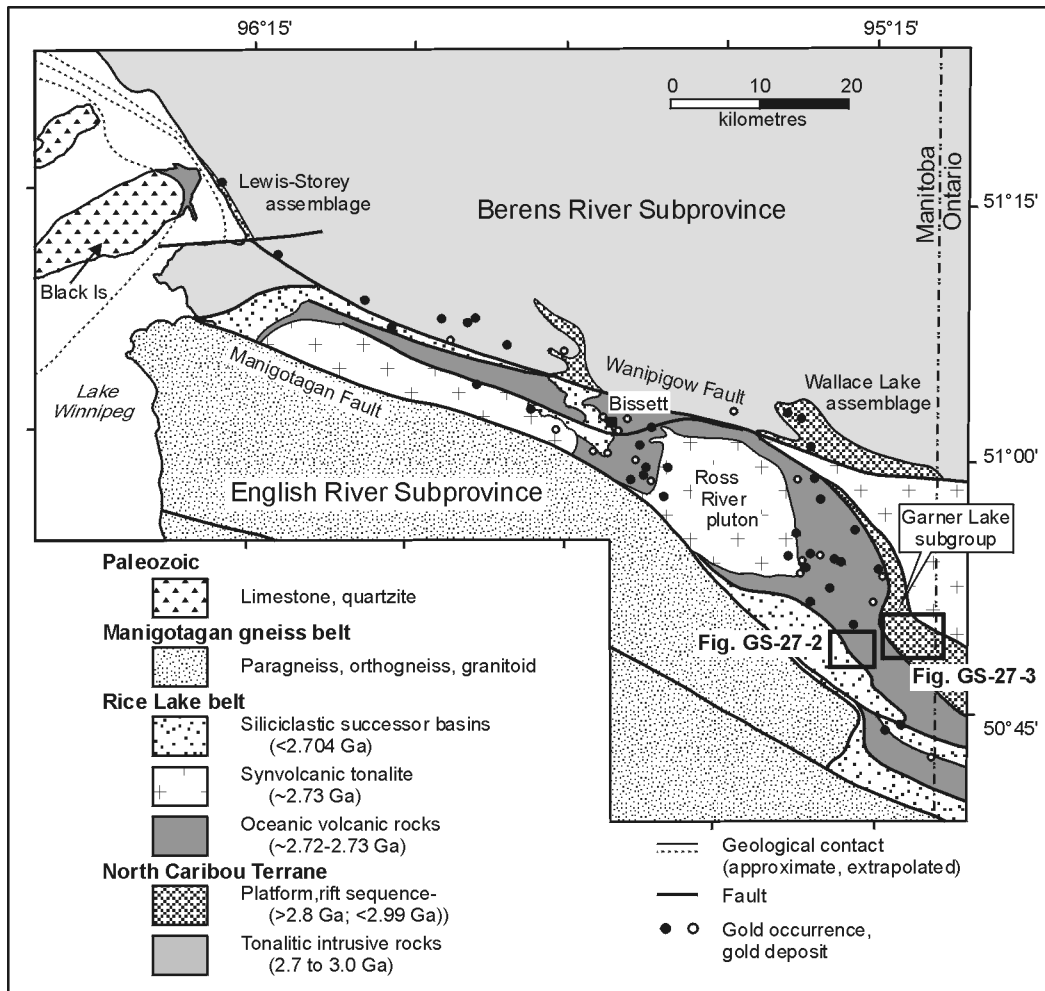 96°15'
95°15'
0 10 20
kilometres
Manitoba
Ontario
Lewis-Storey
assemblage
51°15'
Berens River Subprovince
Black Is.
Lake
Winnipeg
Manigotagan Fault
Wanipigow Fault
Bissett
Wallace Lake
assemblage
51°00'
English River Subprovince
Ross
River
pluton
Garner Lake
subgroup
Fig. GS-27-2
Fig. GS-27-3
50°45'
Paleozoic
Limestone, quartzite
Manigotagan gneiss belt
Paragneiss, orthogneiss, granitoid
Rice Lake belt
Siliciclastic successor basins
(<2.704 Ga)
Synvolcanic tonalite
(~2.73 Ga)
Oceanic volcanic rocks
(~2.72-2.73 Ga)
North Caribou Terrane
Platform,rift sequence-
(>2.8 Ga; <2.99 Ga))
Tonalitic intrusive rocks
(2.7 to 3.0 Ga)
Geological contact
(approximate, extrapolated)
Fault
Gold occurrence,
gold deposit